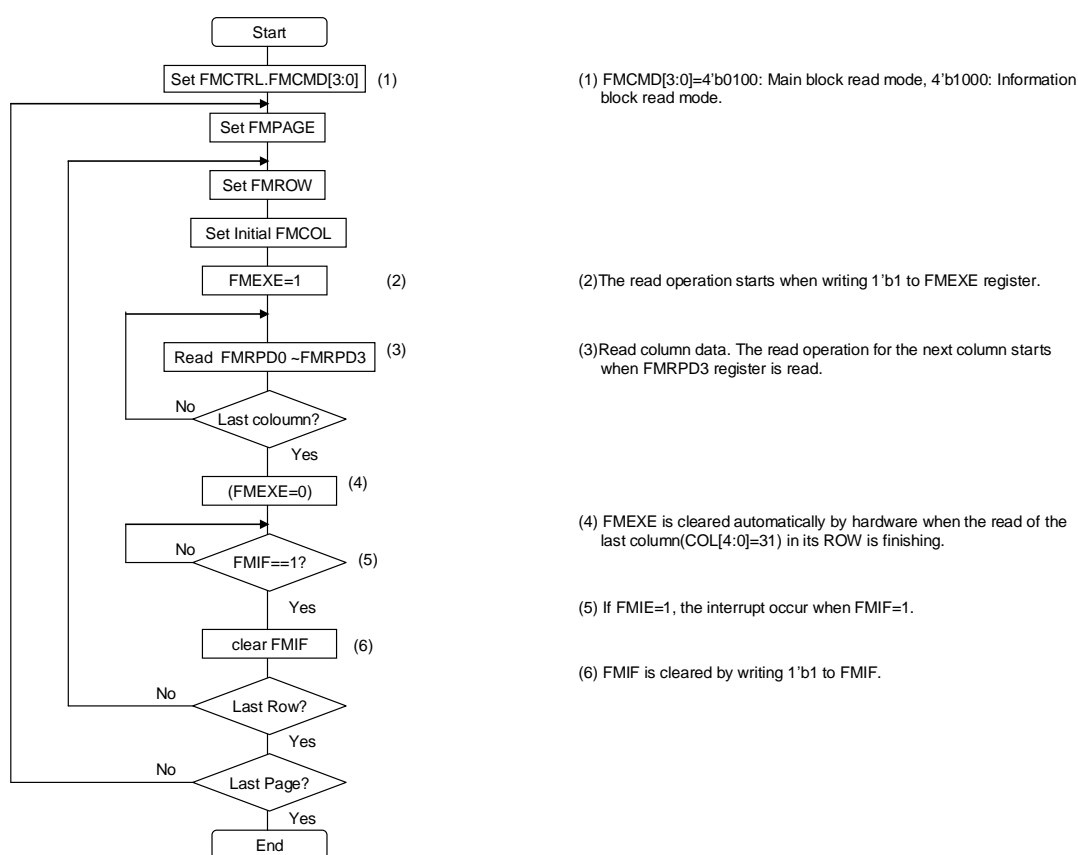 Start
Set FMCTRL.FMCMD[3:0] (1)
(1) FMCMD[3:0]=4'b0100: Main block read mode, 4'b1000: Information
block read mode.
Set FMPAGE
Set FMROW
Set Initial FMCOL
FMEXE=1 (2)
(2)The read operation starts when writing 1'b1 to FMEXE register.
Read FMRPD0 ~FMRPD3 (3)
(3)Read column data. The read operation for the next column starts
when FMRPD3 register is read.
No
Last coloumn?
Yes
(FMEXE=0) (4)
(4) FMEXE is cleared automatically by hardware when the read of the
last column(COL[4:0]=31) in its ROW is finishing.
No
FMIF==1? (5)
Yes
(5) If FMIE=1, the interrupt occur when FMIF=1.
clear FMIF (6)
(6) FMIF is cleared by writing 1'b1 to FMIF.
No
Last Row?
Yes
No
Last Page?
Yes
End